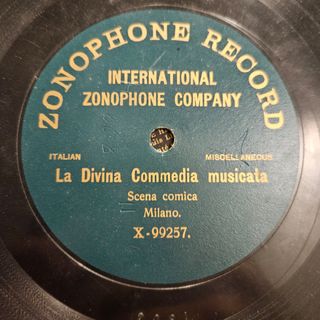 ZONOPHONE RECORD
INTERNATIONAL
ZONOPHONE COMPANY
ITALIAN
MISCELLANEOUS
La Divina Commedia musicata
Scena comica
Milano.
X-99257.